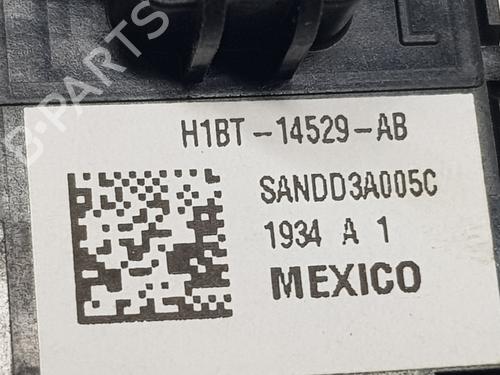 H1BT-14529-AB
SANDD3A005C
1934 A 1
MEXICO
B-PARTS